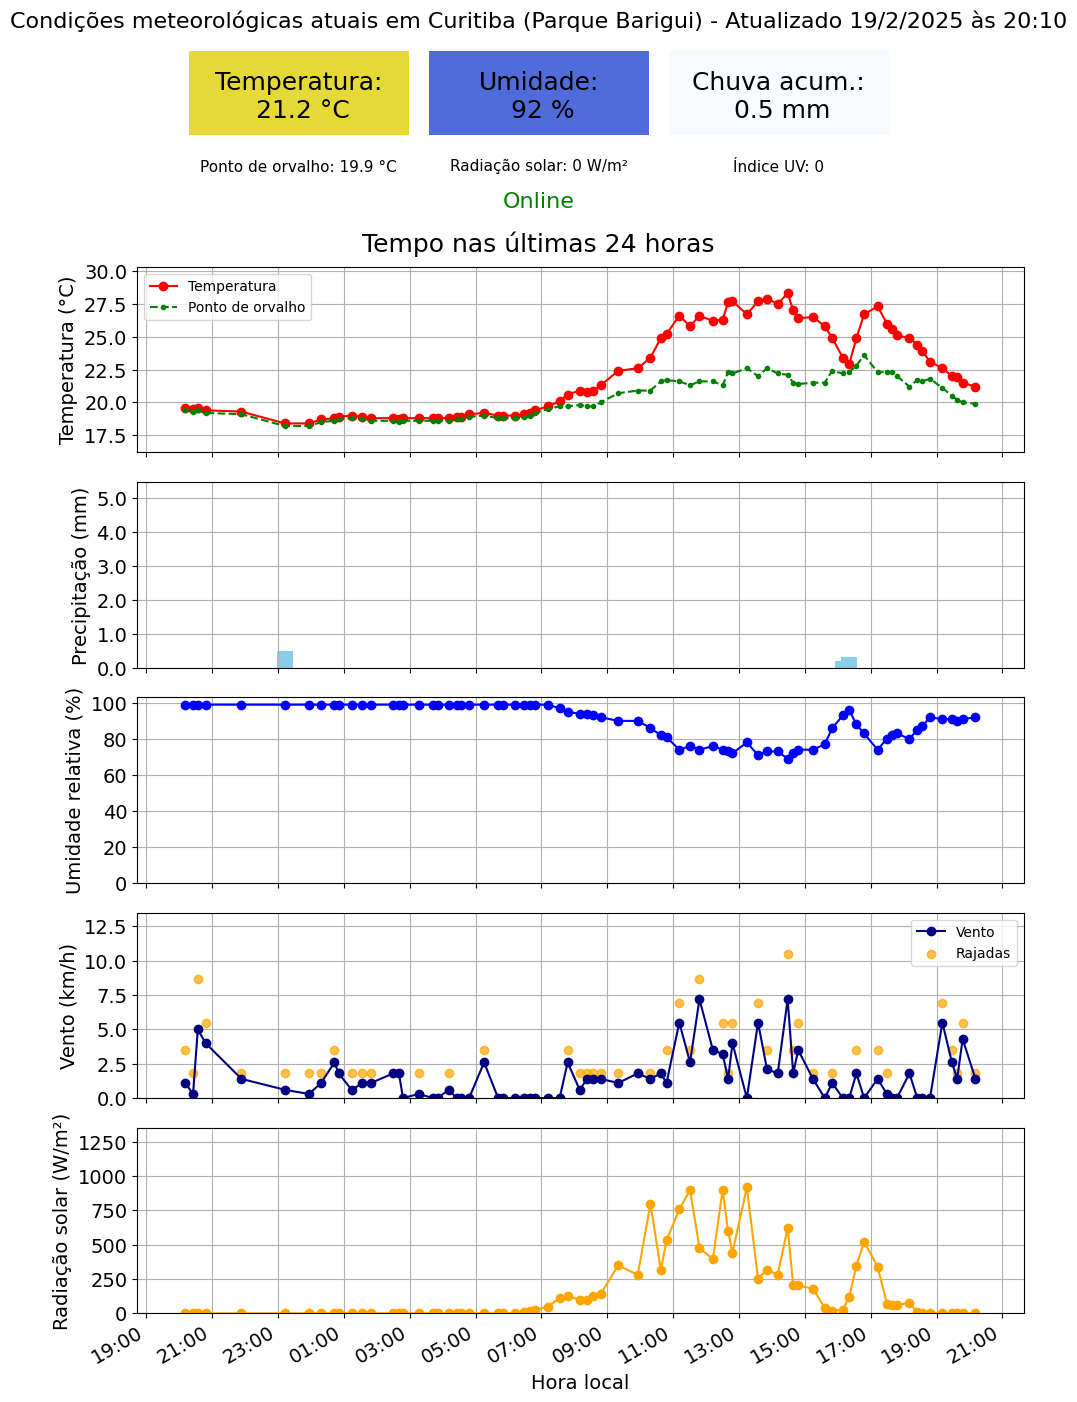 Condições meteorológicas atuais em Curitiba (Parque Barigui) - Atualizado 19/2/2025 às 20:10
Temperatura:
21.2 °C
Umidade:
92 %
Chuva acum.:
0.5 mm
Ponto de orvalho: 19.9 °C
Radiação solar: 0 W/m²
Índice UV: 0
Online
Tempo nas últimas 24 horas
Temperatura (°C)
30.0
27.5
25.0
22.5
20.0
17.5
Temperatura
Ponto de orvalho
Precipitação (mm)
5.0
4.0
3.0
2.0
1.0
0.0
Umidade relativa (%)
100
80
60
40
20
0
Vento (km/h)
12.5
10.0
7.5
5.0
2.5
0.0
Vento
Rajadas
Radiação solar (W/m²)
1250
1000
750
500
250
0
19:00
21:00
23:00
01:00
03:00
05:00
07:00
09:00
11:00
13:00
15:00
17:00
19:00
21:00
Hora local